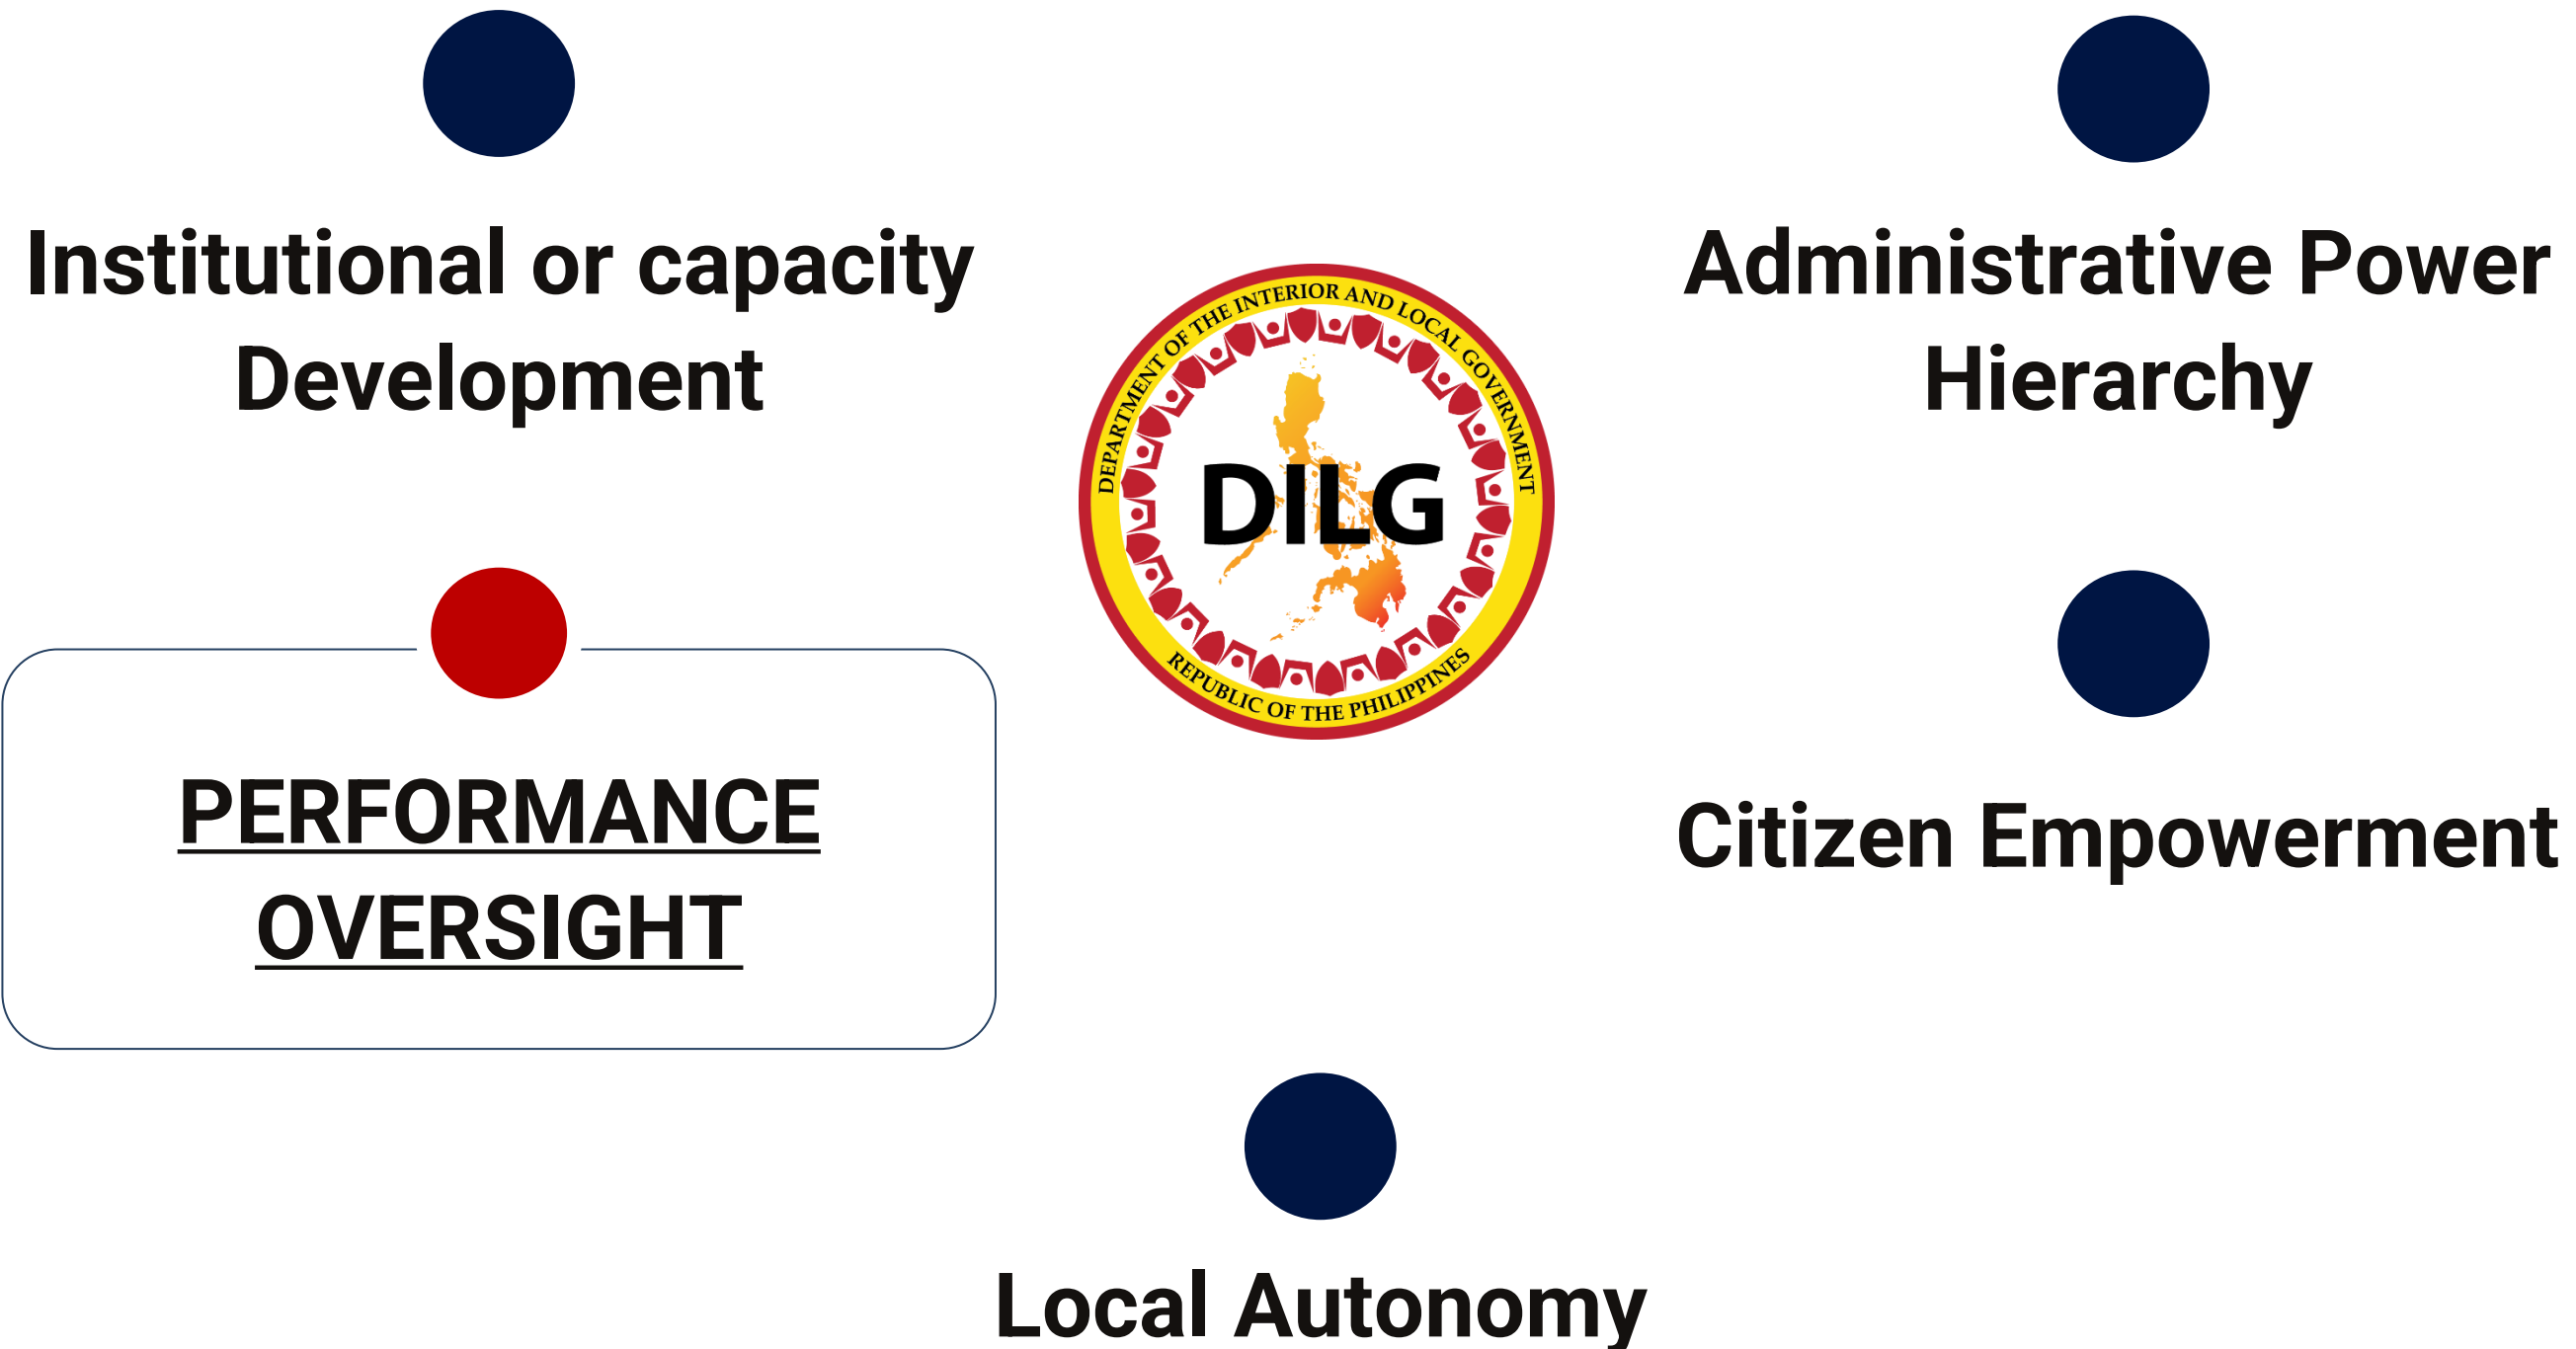 Institutional or capacity
Development
Administrative Power
Hierarchy
DEPARTMENT OF THE INTERIOR AND LOCAL GOVERNMENT
DILG
REPUBLIC OF THE PHILIPPINES
PERFORMANCE
OVERSIGHT
Citizen Empowerment
Local Autonomy